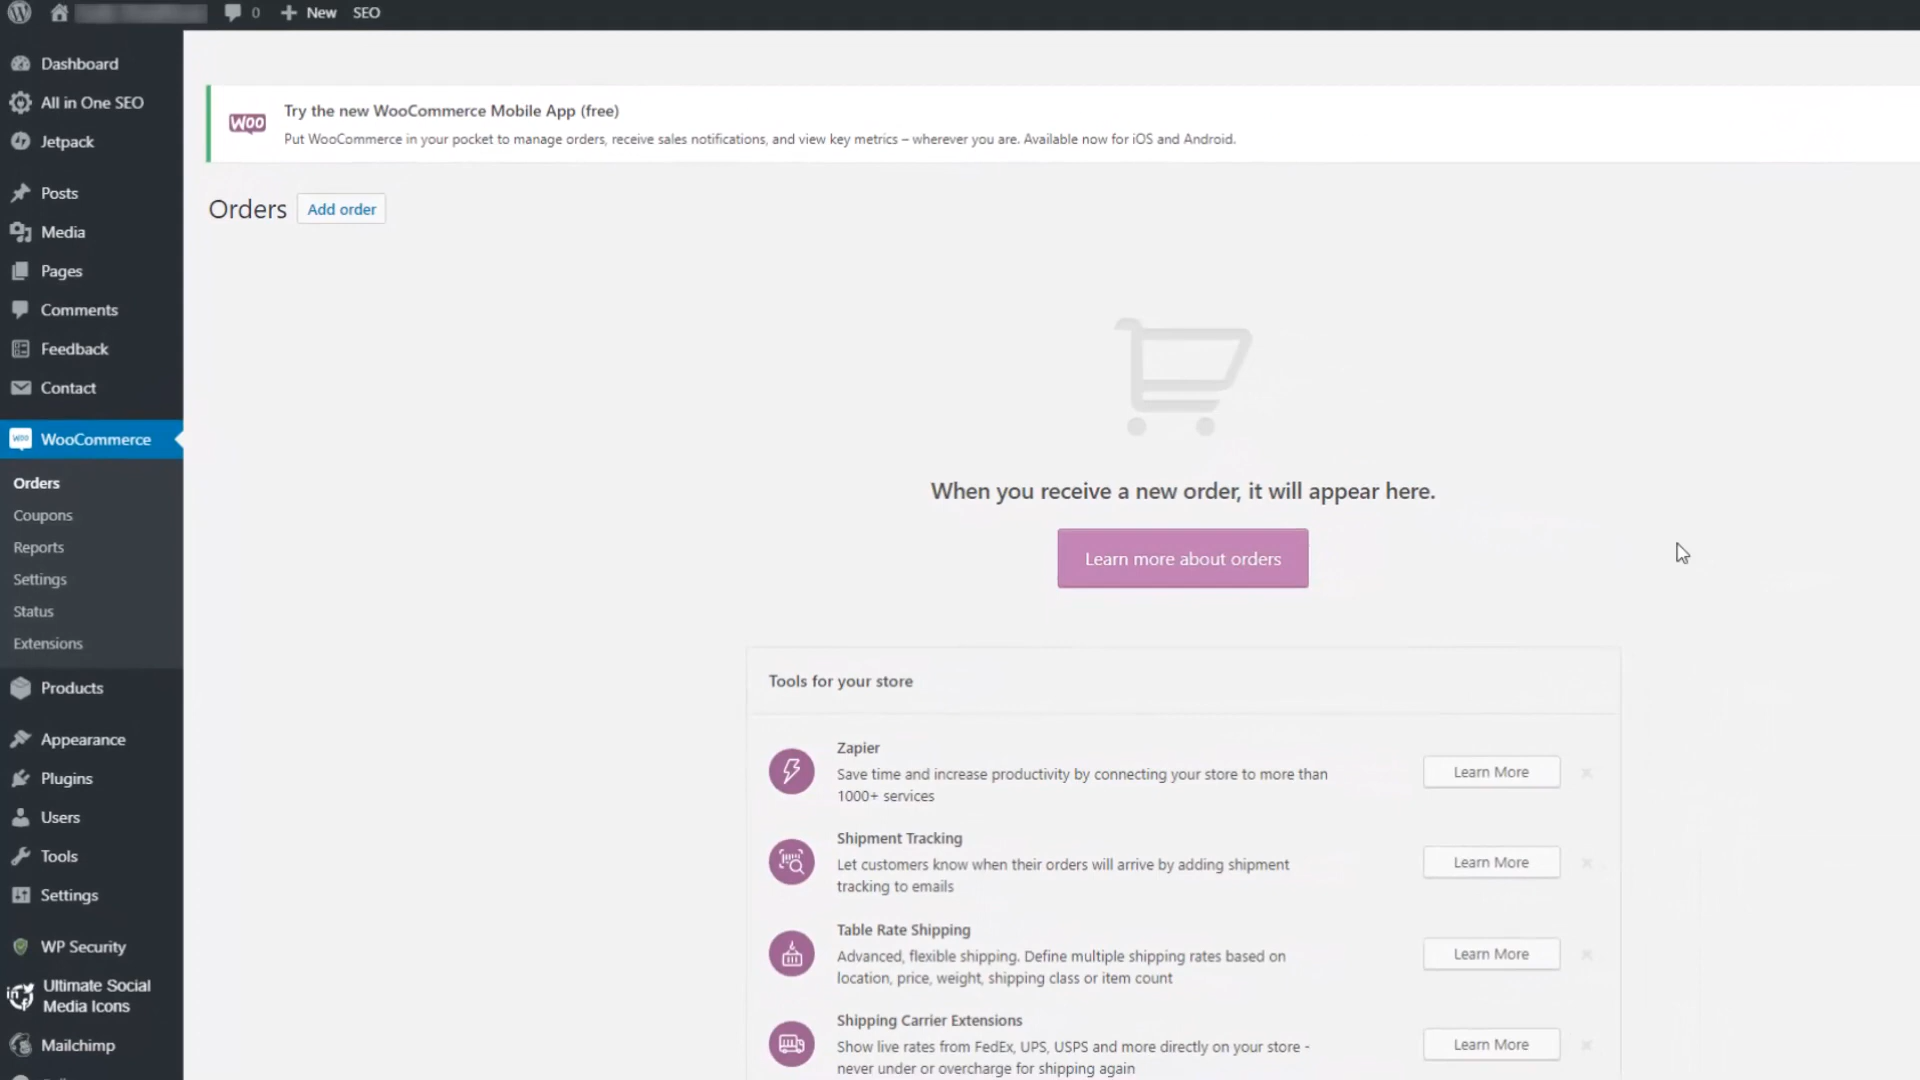 0
New
SEO
Dashboard
All in One SEO
Jetpack
Posts
Media
Pages
Comments
Feedback
Contact
WooCommerce
Orders
Coupons
Reports
Settings
Status
Extensions
Products
Appearance
Plugins
Users
Tools
Settings
WP Security
Ultimate Social
Media Icons
Mailchimp
WOO
Try the new WooCommerce Mobile App (free)
Put WooCommerce in your pocket to manage orders, receive sales notifications, and view key metrics – wherever you are. Available now for iOS and Android.
Orders
Add order
When you receive a new order, it will appear here.
Learn more about orders
Tools for your store
Zapier
Save time and increase productivity by connecting your store to more than
1000+ services
Learn More
Shipment Tracking
Let customers know when their orders will arrive by adding shipment
tracking to emails
Learn More
Table Rate Shipping
Advanced, flexible shipping. Define multiple shipping rates based on
location, price, weight, shipping class or item count
Learn More
Shipping Carrier Extensions
Show live rates from FedEx, UPS, USPS and more directly on your store -
never under or overcharge for shipping again
Learn More